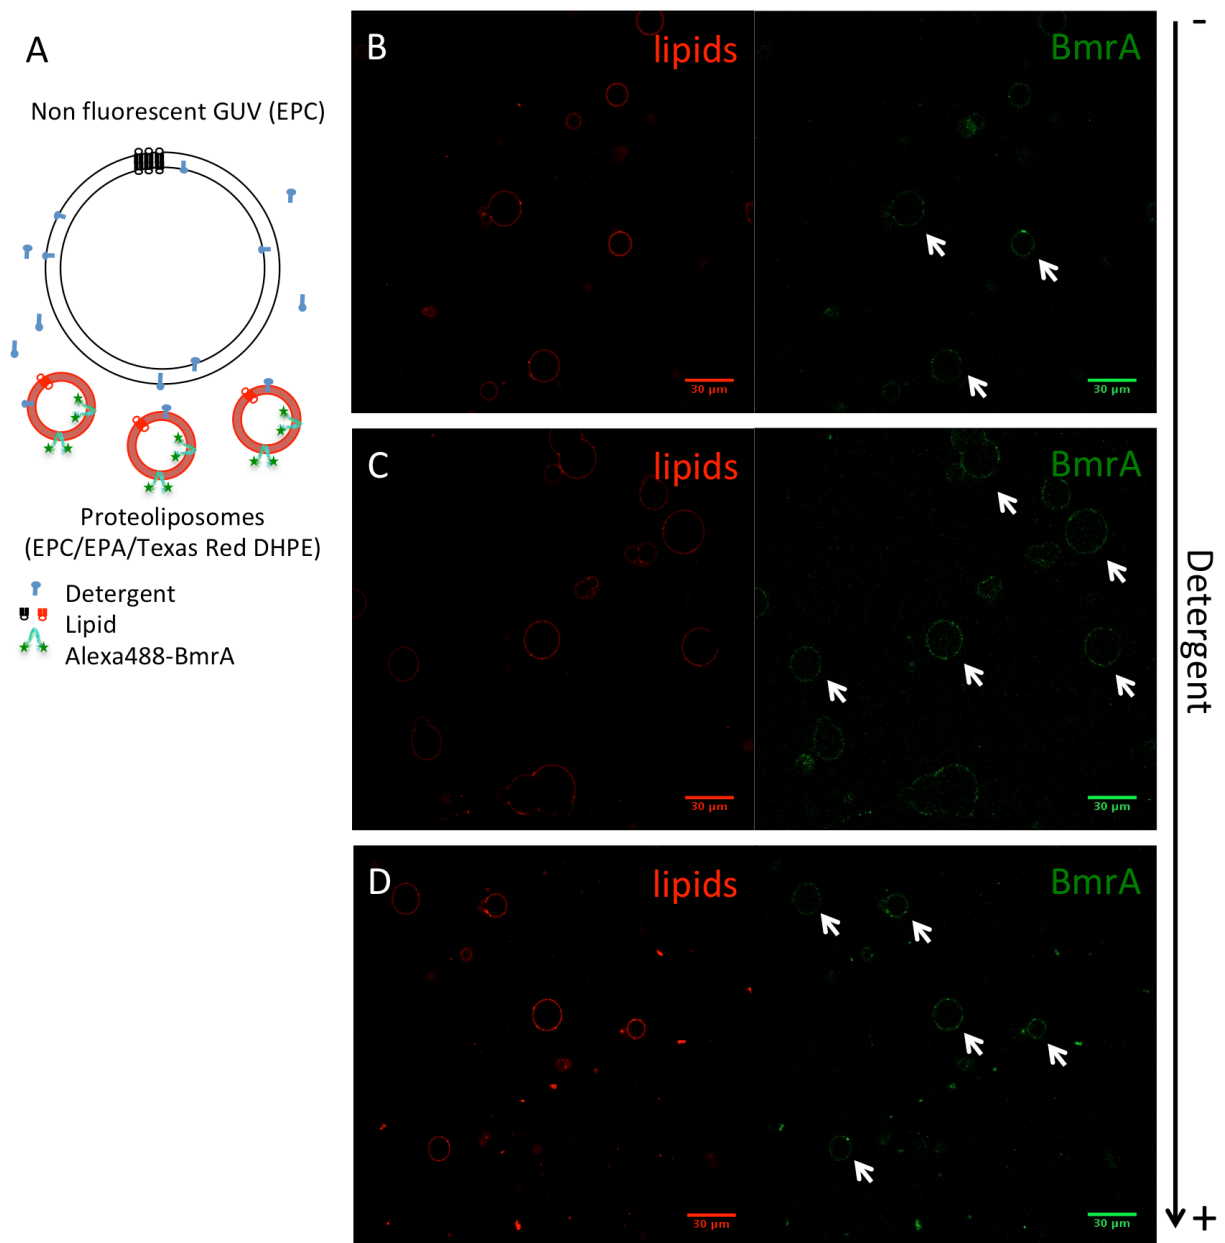 A
Non fluorescent GUV (EPC)
Proteoliposomes
(EPC/EPA/Texas Red DHPE)
Detergent
Lipid
Alexa488-BmrA
B
lipids
BmrA
30 µm
30 µm
C
lipids
BmrA
30 µm
30 µm
D
lipids
BmrA
30 µm
30 µm
-
Detergent
+